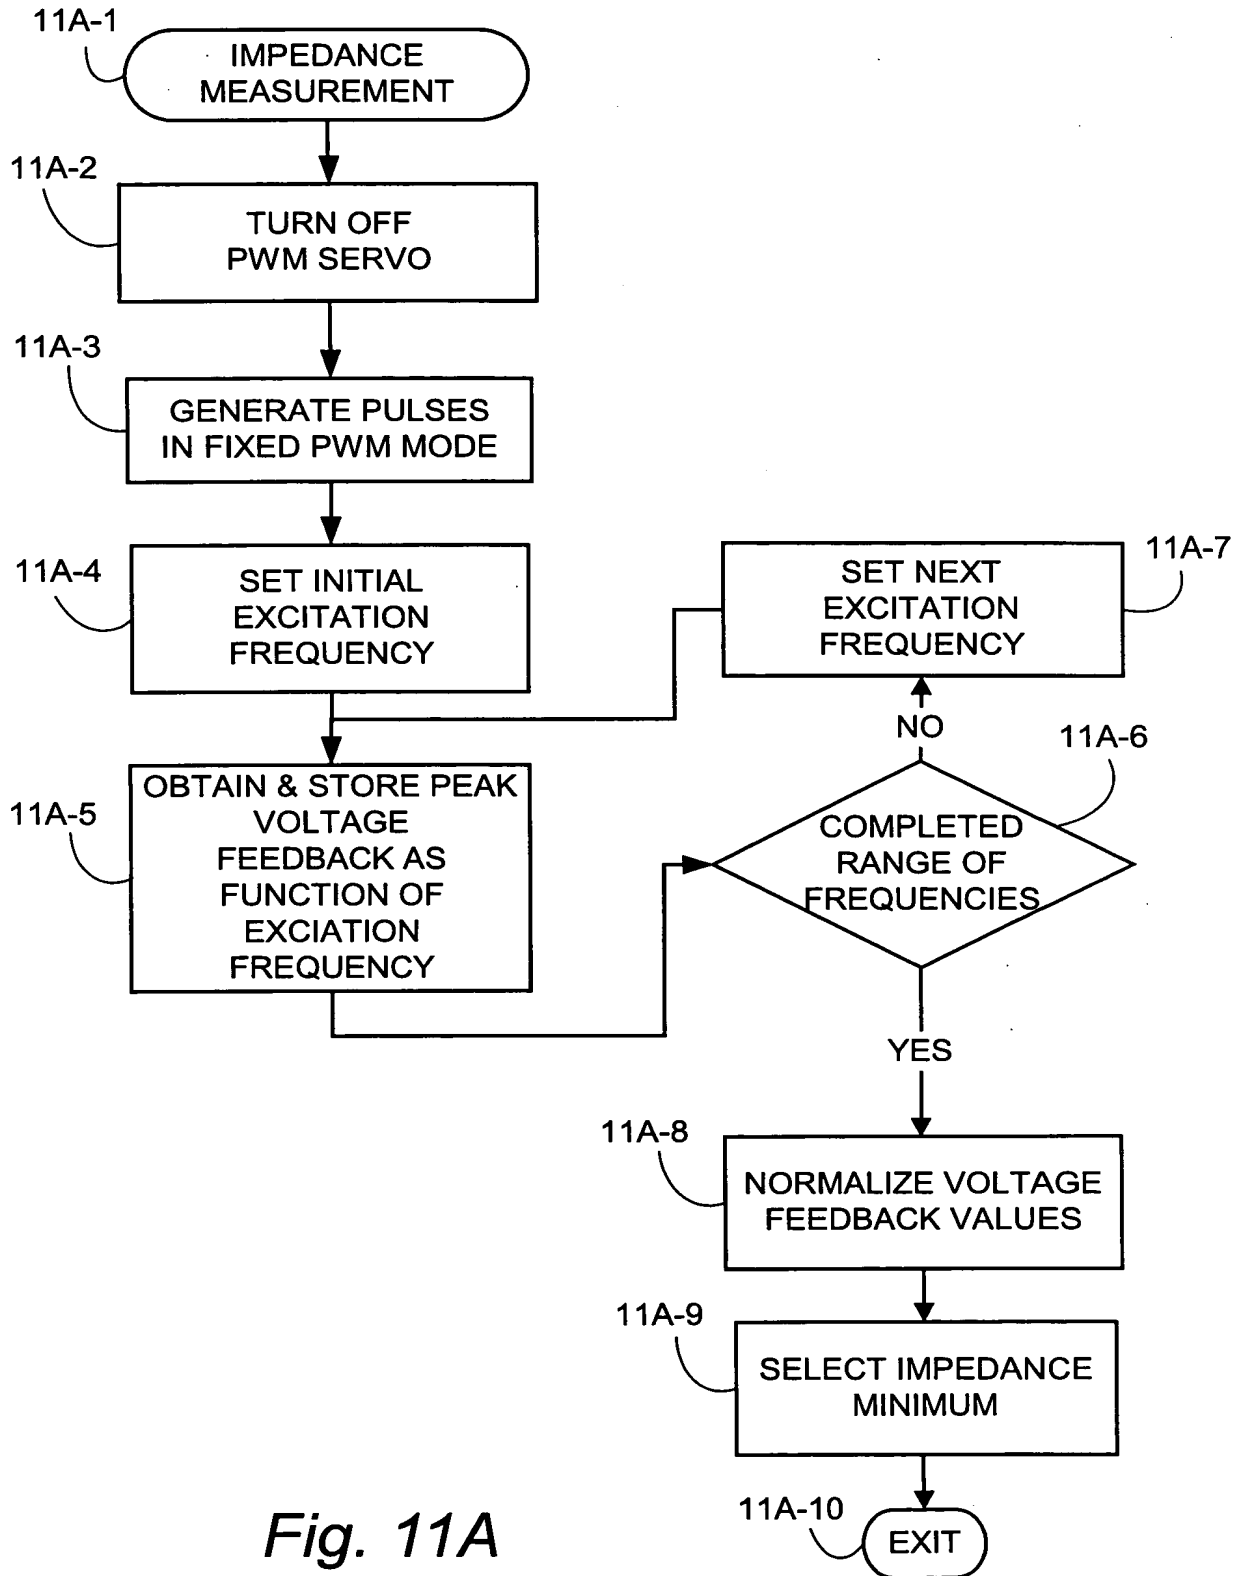 11A-1
IMPEDANCE
MEASUREMENT
11A-2
TURN OFF
PWM SERVO
11A-3
GENERATE PULSES
IN FIXED PWM MODE
11A-4
SET INITIAL
EXCITATION
FREQUENCY
11A-5
OBTAIN & STORE PEAK
VOLTAGE
FEEDBACK AS
FUNCTION OF
EXCIATION
FREQUENCY
11A-7
SET NEXT
EXCITATION
FREQUENCY
NO
11A-6
COMPLETED
RANGE OF
FREQUENCIES
YES
11A-8
NORMALIZE VOLTAGE
FEEDBACK VALUES
11A-9
SELECT IMPEDANCE
MINIMUM
11A-10
EXIT
Fig. 11A